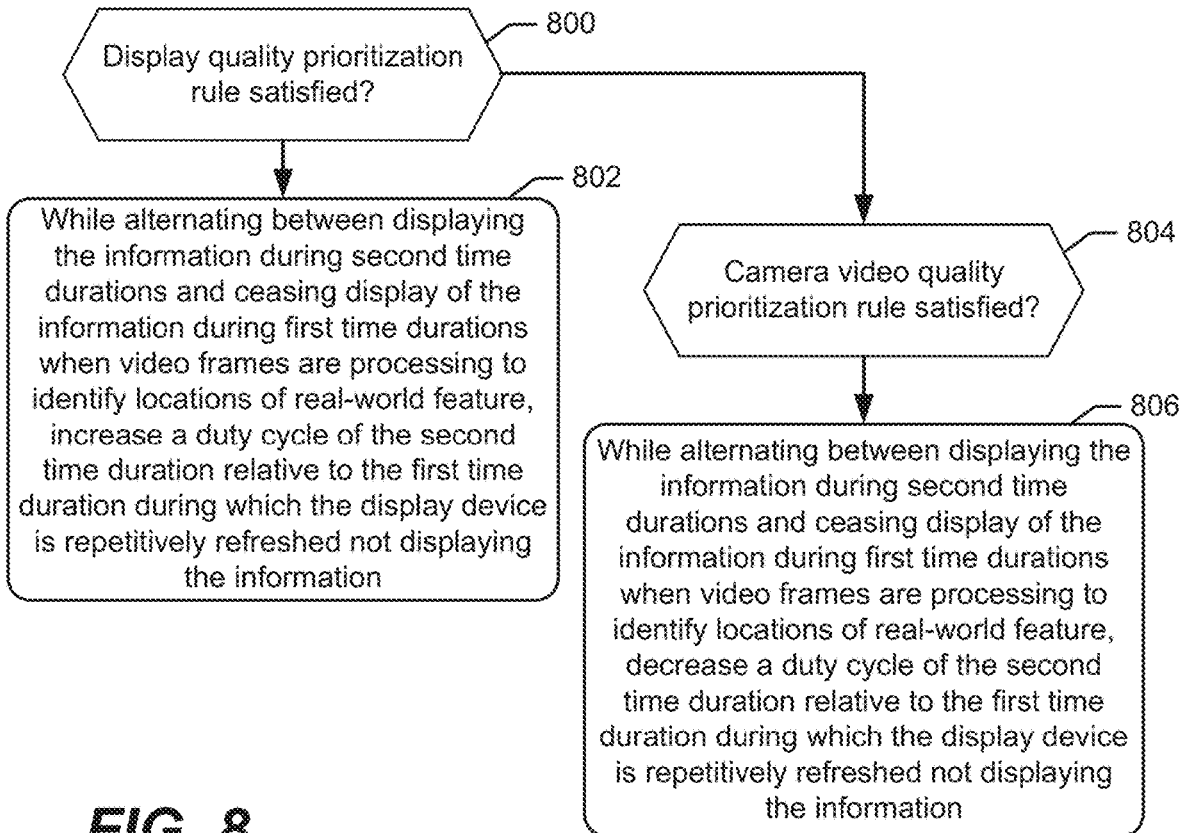 800
Display quality prioritization
rule satisfied?
802
While alternating between displaying
the information during second time
durations and ceasing display of the
information during first time durations
when video frames are processing to
identify locations of real-world feature,
increase a duty cycle of the second
time duration relative to the first time
duration during which the display device
is repetitively refreshed not displaying
the information
804
Camera video quality
prioritization rule satisfied?
806
While alternating between displaying the
information during second time
durations and ceasing display of the
information during first time durations
when video frames are processing to
identify locations of real-world feature,
decrease a duty cycle of the second
time duration relative to the first time
duration during which the display device
is repetitively refreshed not displaying
the information
FIG. 8